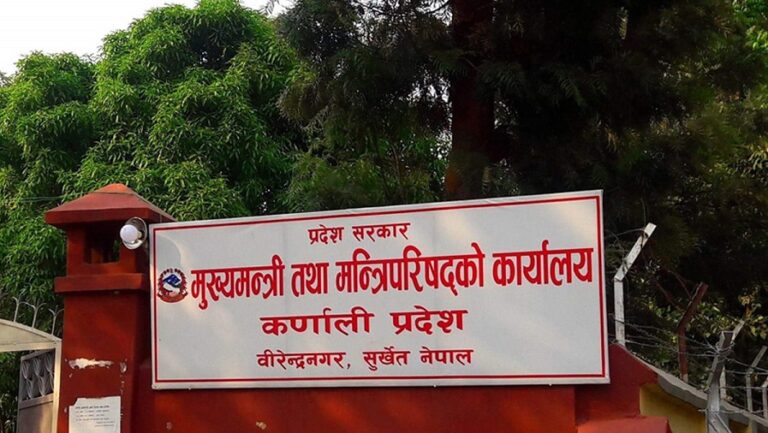 प्रदेश सरकार
मुख्यमन्त्री तथा मन्त्रिपरिषद्को कार्यालय
कर्णाली प्रदेश
वीरेन्द्रनगर, सुर्खेत नेपाल